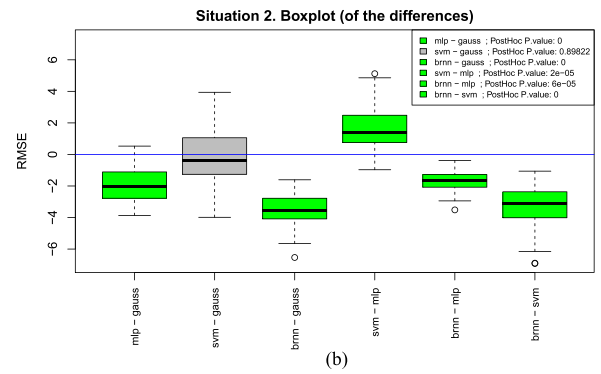 Situation 2. Boxplot (of the differences)
mlp − gauss ; PostHoc P.value: 0
svm − gauss ; PostHoc P.value: 0.89822
brnn − gauss ; PostHoc P.value: 0
svm − mlp ; PostHoc P.value: 2e−05
brnn − mlp ; PostHoc P.value: 6e−05
brnn − svm ; PostHoc P.value: 0
RMSE
6
4
2
0
−2
−4
−6
mlp − gauss
svm − gauss
brnn − gauss
svm − mlp
brnn − mlp
brnn − svm
(b)